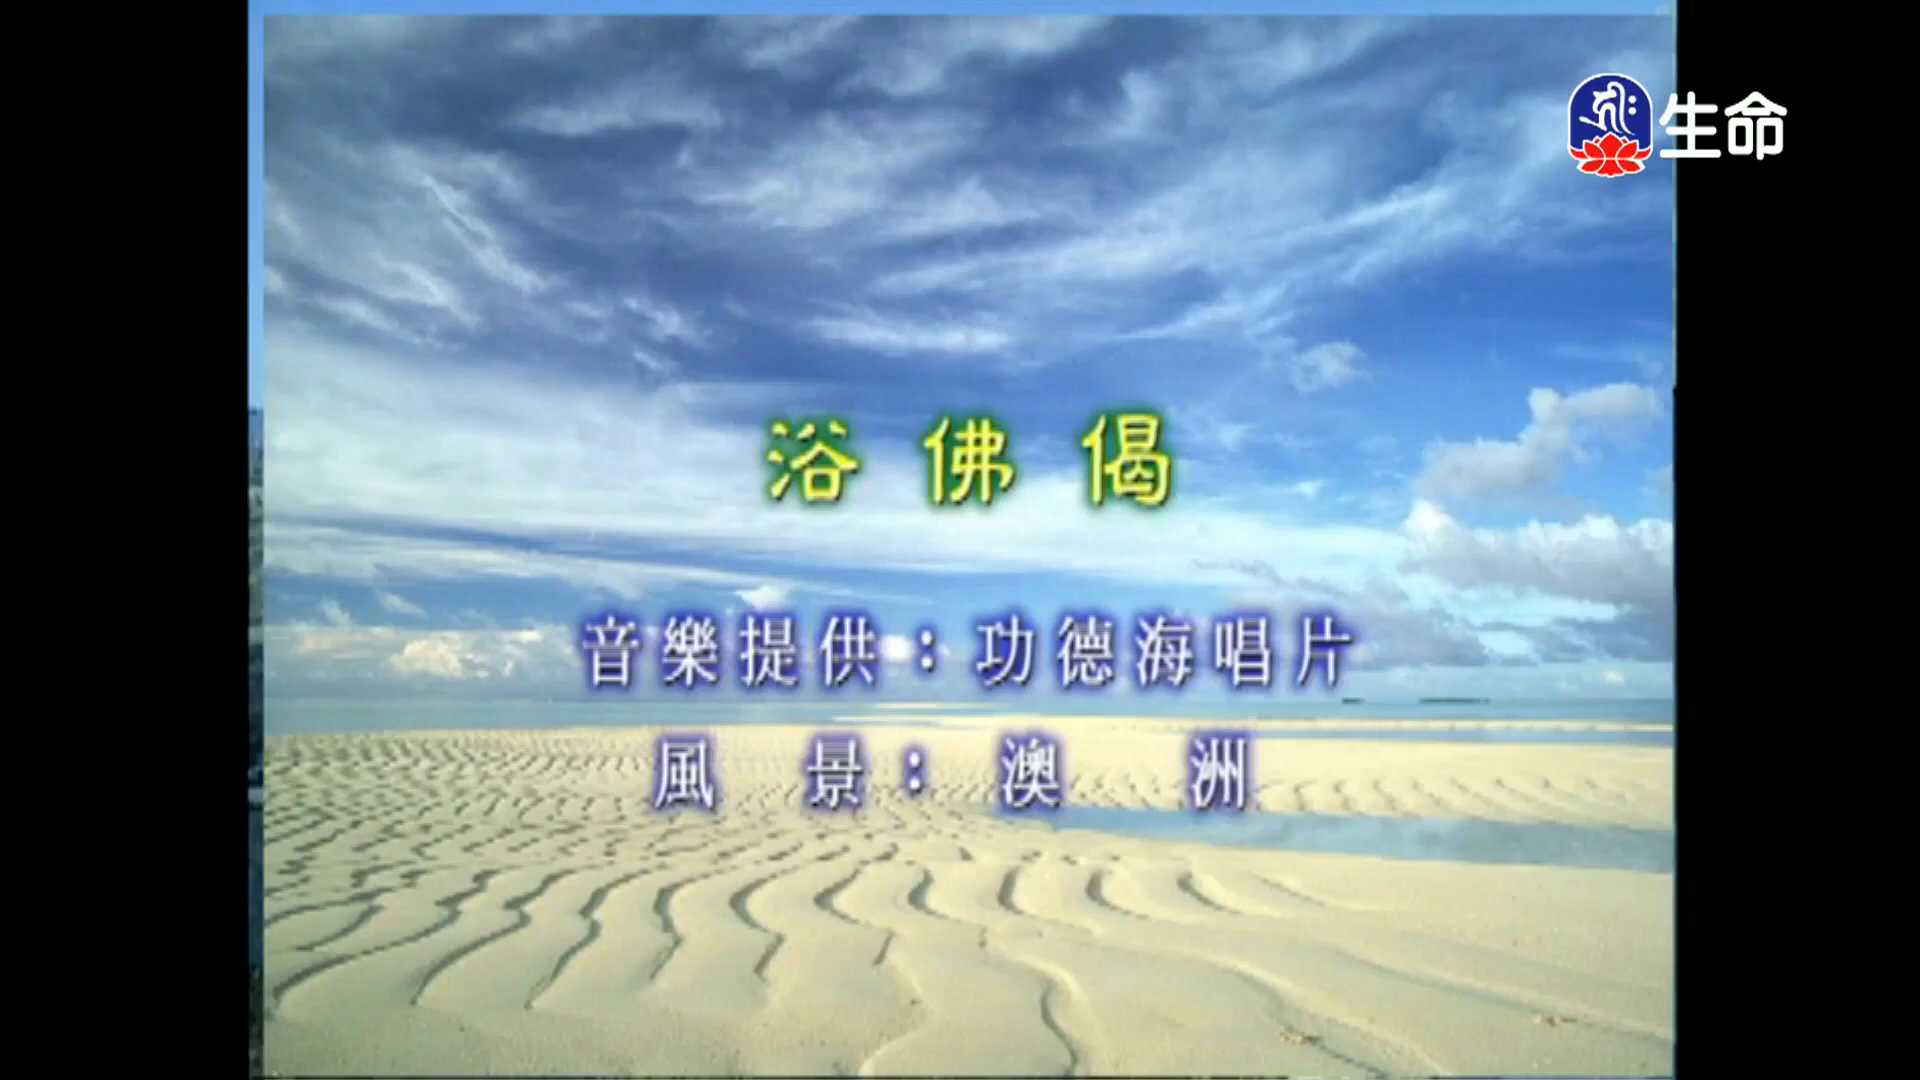 生命
浴佛偈
音樂提供：功德海唱片
風景：澳洲